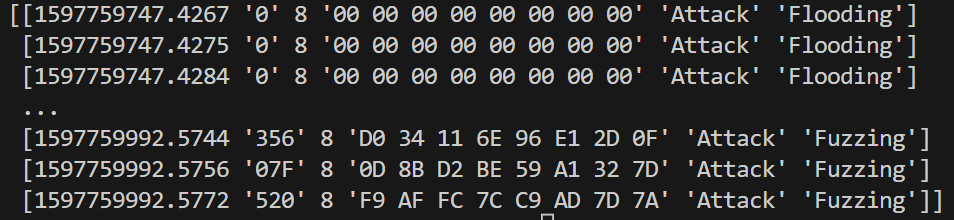 [[1597759747.4267 '0' 8 '00 00 00 00 00 00 00 00' 'Attack' 'Flooding']
[1597759747.4275 '0' 8 '00 00 00 00 00 00 00 00' 'Attack' 'Flooding']
[1597759747.4284 '0' 8 '00 00 00 00 00 00 00 00' 'Attack' 'Flooding']
...
[1597759992.5744 '356' 8 'D0 34 11 6E 96 E1 2D 0F' 'Attack' 'Fuzzing']
[1597759992.5756 '07F' 8 '0D 8B D2 BE 59 A1 32 7D' 'Attack' 'Fuzzing']
[1597759992.5772 '520' 8 'F9 AF FC 7C C9 AD 7D 7A' 'Attack' 'Fuzzing']]